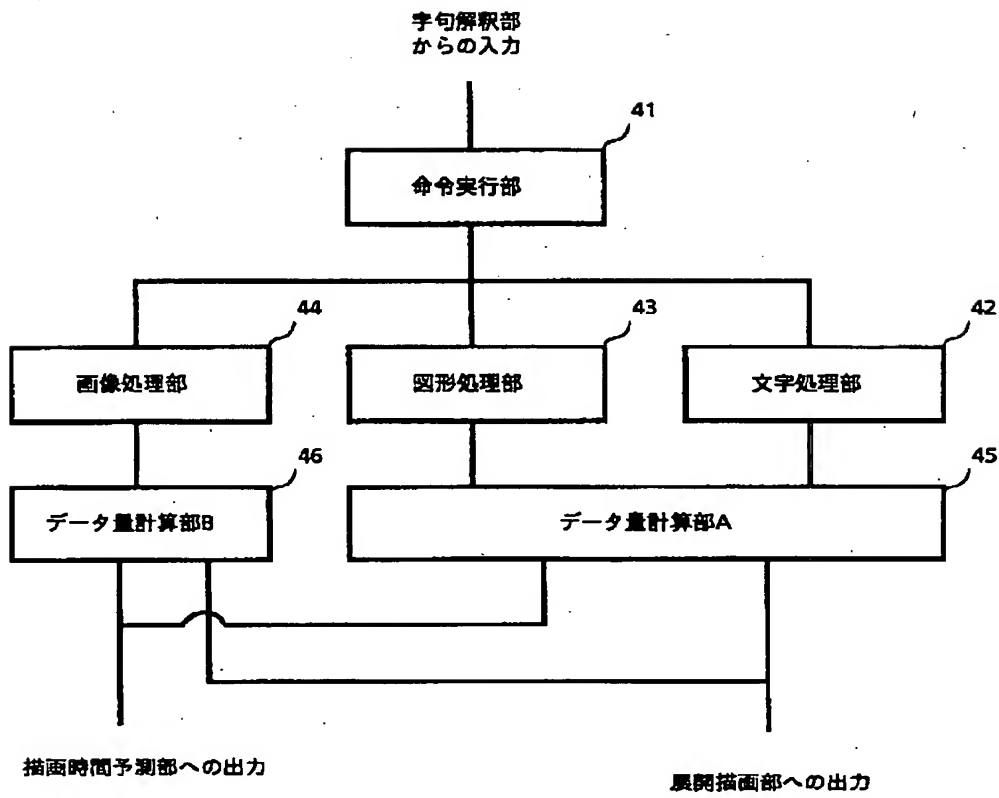 字句解釈部
からの入力
41
命令実行部
44
43
42
画像処理部
図形処理部
文字処理部
46
45
データ量計算部B
データ量計算部A
描画時間予測部への出力
展開描画部への出力